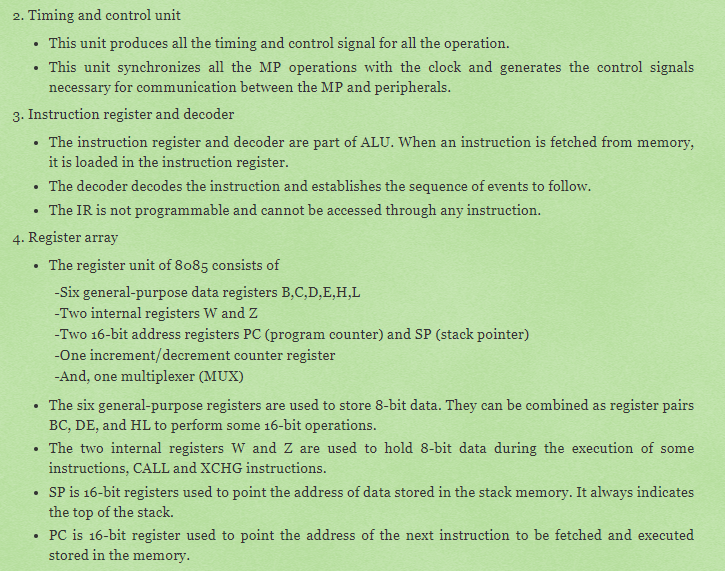 2. Timing and control unit
• This unit produces all the timing and control signal for all the operation.
• This unit synchronizes all the MP operations with the clock and generates the control signals
necessary for communication between the MP and peripherals.
3. Instruction register and decoder
• The instruction register and decoder are part of ALU. When an instruction is fetched from memory,
it is loaded in the instruction register.
• The decoder decodes the instruction and establishes the sequence of events to follow.
• The IR is not programmable and cannot be accessed through any instruction.
4. Register array
• The register unit of 8085 consists of
-Six general-purpose data registers B,C,D,E,H,L
-Two internal registers W and Z
-Two 16-bit address registers PC (program counter) and SP (stack pointer)
-One increment/decrement counter register
-And, one multiplexer (MUX)
• The six general-purpose registers are used to store 8-bit data. They can be combined as register pairs
BC, DE, and HL to perform some 16-bit operations.
• The two internal registers W and Z are used to hold 8-bit data during the execution of some
instructions, CALL and XCHG instructions.
• SP is 16-bit registers used to point the address of data stored in the stack memory. It always indicates
the top of the stack.
• PC is 16-bit register used to point the address of the next instruction to be fetched and executed
stored in the memory.